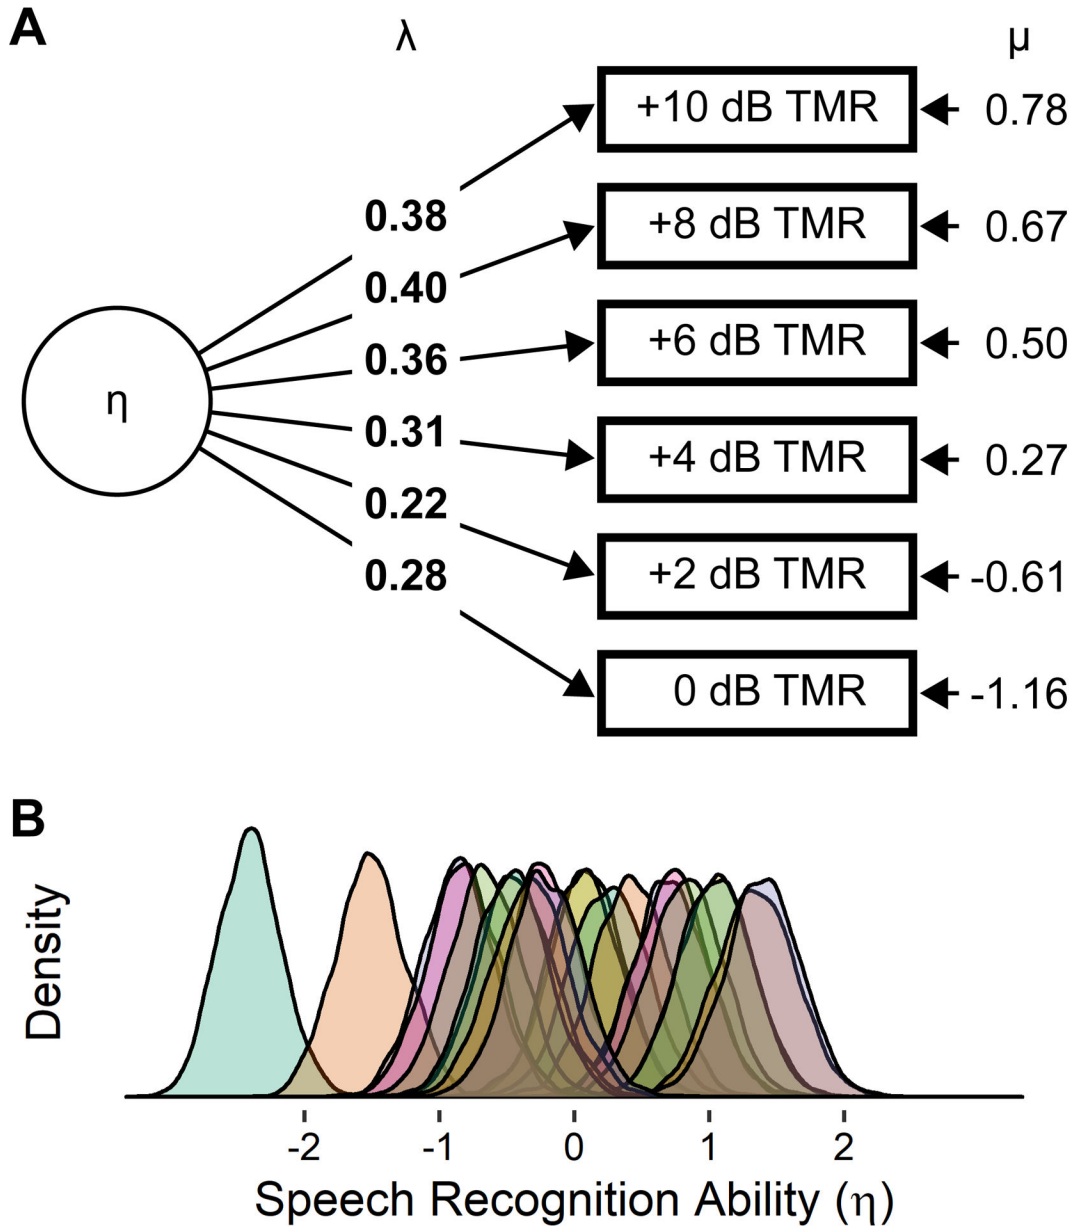 A
λ
μ
+10 dB TMR
0.78
0.38
+8 dB TMR
0.67
0.40
+6 dB TMR
0.50
0.36
η
0.31
+4 dB TMR
0.27
0.22
+2 dB TMR
-0.61
0.28
0 dB TMR
-1.16
B
Density
-2
-1
0
1
2
Speech Recognition Ability (η)